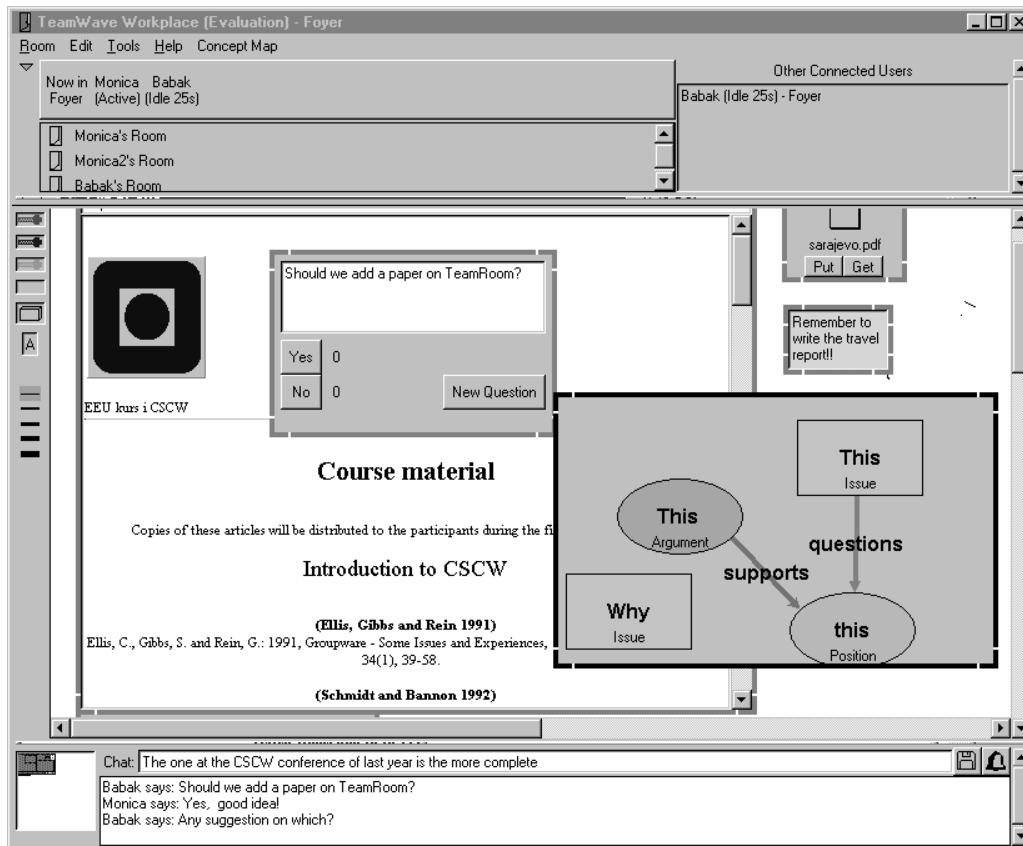 TeamWave Workplace (Evaluation) - Foyer
Room Edit Tools Help Concept Map
Now in Monica Babak
Foyer (Active) (Idle 25s)
Other Connected Users
Babak (Idle 25s) - Foyer
Monica's Room
Monica2's Room
Babak's Room
sarajevo.pdf
Put Get
Should we add a paper on TeamRoom?
Yes 0
No 0
New Question
Remember to
write the travel
report!!
A
EEU kurs i CSCW
Course material
Copies of these articles will be distributed to the participants during the
Introduction to CSCW
(Ellis, Gibbs and Rein 1991)
Ellis, C., Gibbs, S. and Rein, G.: 1991, Groupware - Some Issues and Experiences,
34(1), 39-58.
(Schmidt and Bannon 1992)
This
Issue
This
Argument
questions
supports
Why
Issue
this
Position
Chat: The one at the CSCW conference of last year is the more complete
Babak says: Should we add a paper on TeamRoom?
Monica says: Yes, good idea!
Babak says: Any suggestion on which?